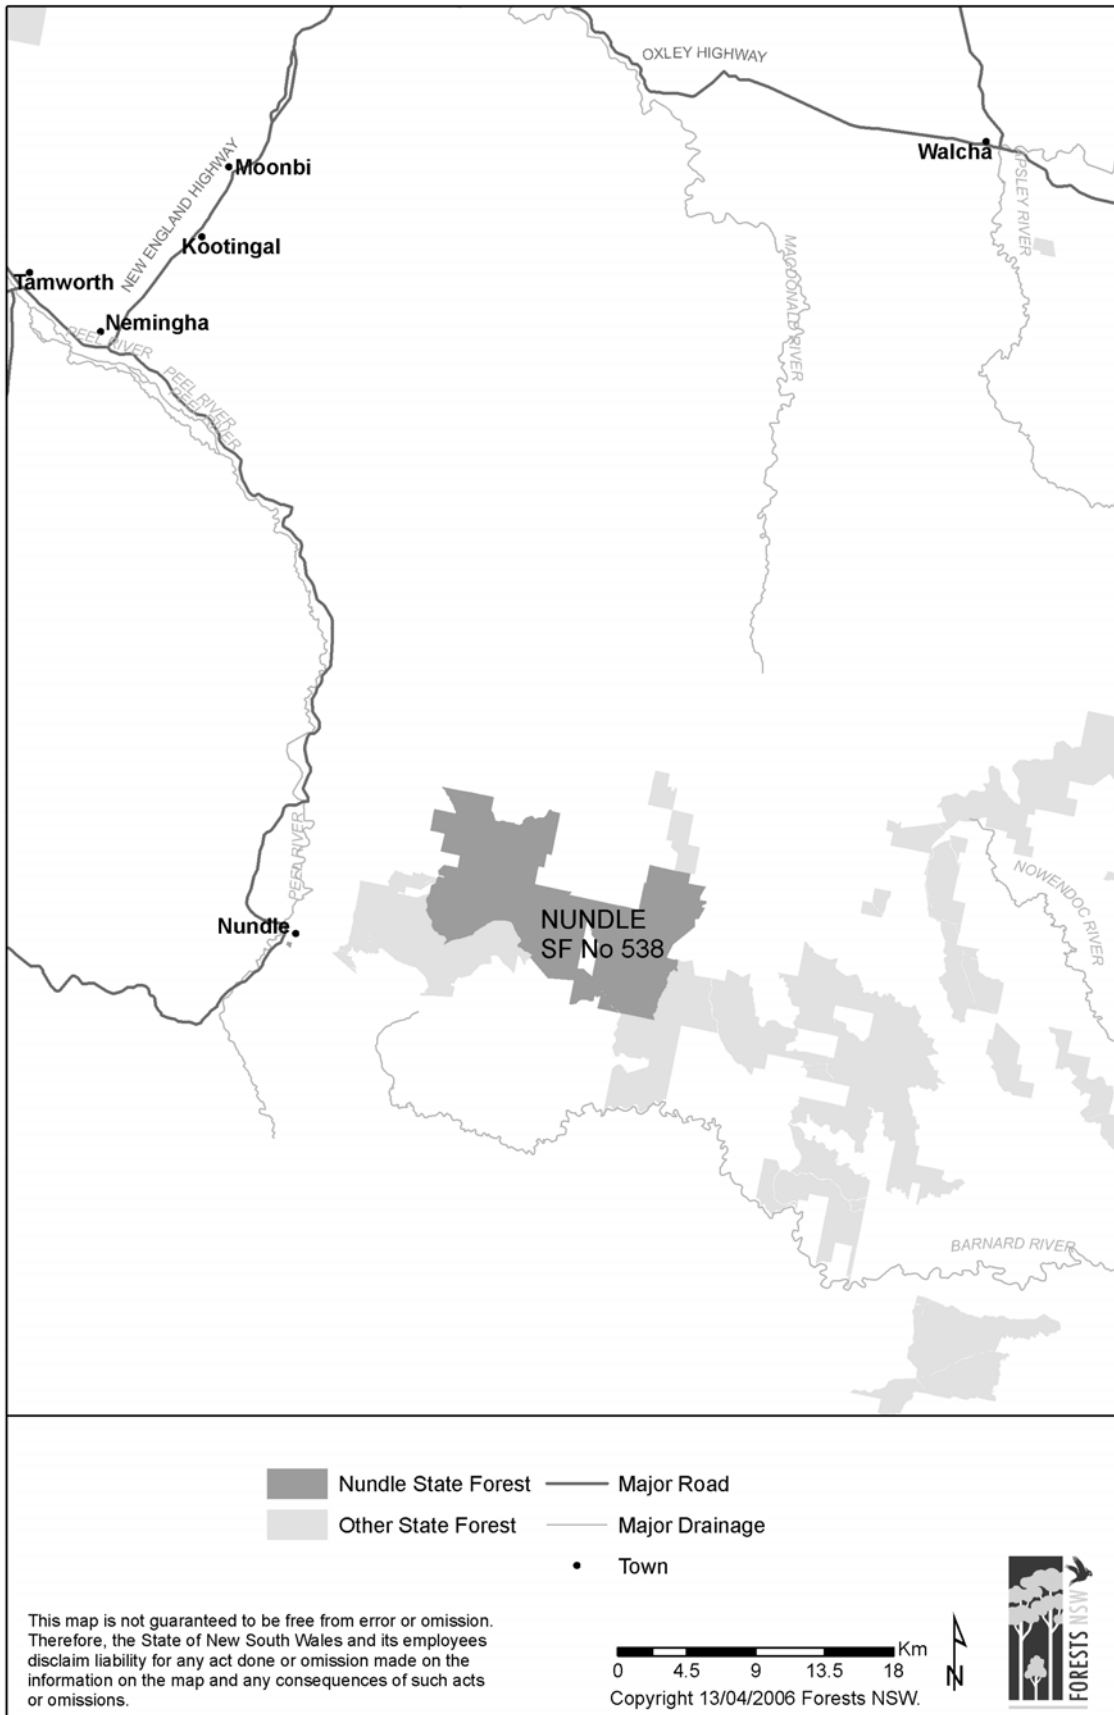 OXLEY HIGHWAY
Walcha
APSLEY RIVER
Moonbi
NEW ENGLAND HIGHWAY
Kootingal
MACDONALD RIVER
Tamworth
Nemingha
PEEL RIVER
PEEL RIVER
PEEL RIVER
PEEL RIVER
Nundle
NUNDLE
SF No 538
NOWENDOC RIVER
BARNARD RIVER
Nundle State Forest
Major Road
Other State Forest
Major Drainage
Town
This map is not guaranteed to be free from error or omission.
Therefore, the State of New South Wales and its employees
disclaim liability for any act done or omission made on the
information on the map and any consequences of such acts
or omissions.
Km
0 4.5 9 13.5 18
Copyright 13/04/2006 Forests NSW.
N
FORESTS NSW